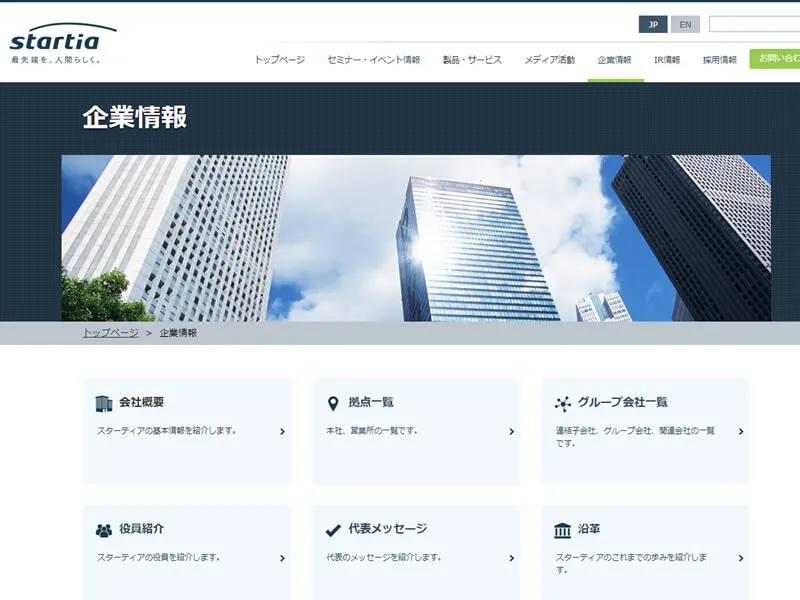 JP EN
startia
最先端を、人間らしく。
トップページ セミナー・イベント情報 製品・サービス メディア活動 企業情報 IR情報 採用情報 お問い合わ
企業情報
トップページ > 企業情報
会社概要 拠点一覧 グループ会社一覧
スターティアの基本情報を紹介します。 本社、営業所の一覧です。 連結子会社、グループ会社、関連会社の一覧
です。
役員紹介 代表メッセージ 沿革
スターティアの役員を紹介します。 代表のメッセージを紹介します。 スターティアのこれまでの歩みを紹介しま
す。